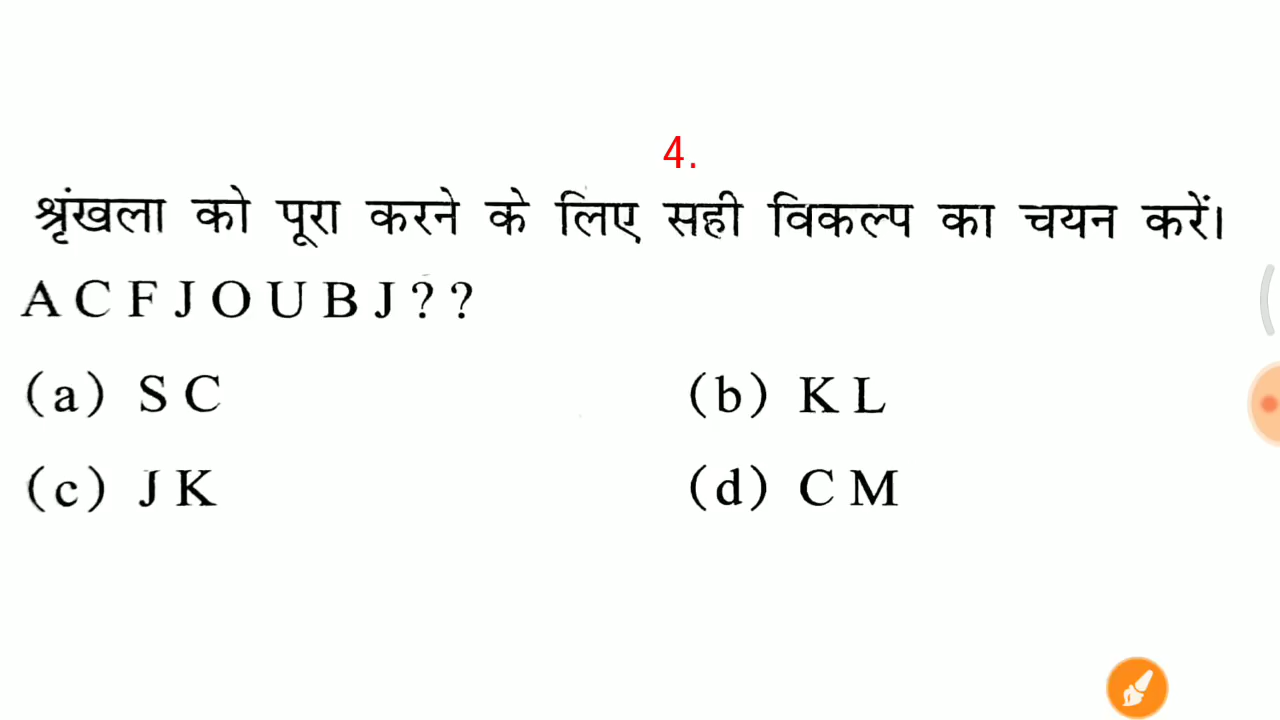 4.
श्रृंखला को पूरा करने के लिए सही विकल्प का चयन करें।
A C F J O U B J ? ?
(a) S C (b) K L
(c) J K (d) C M